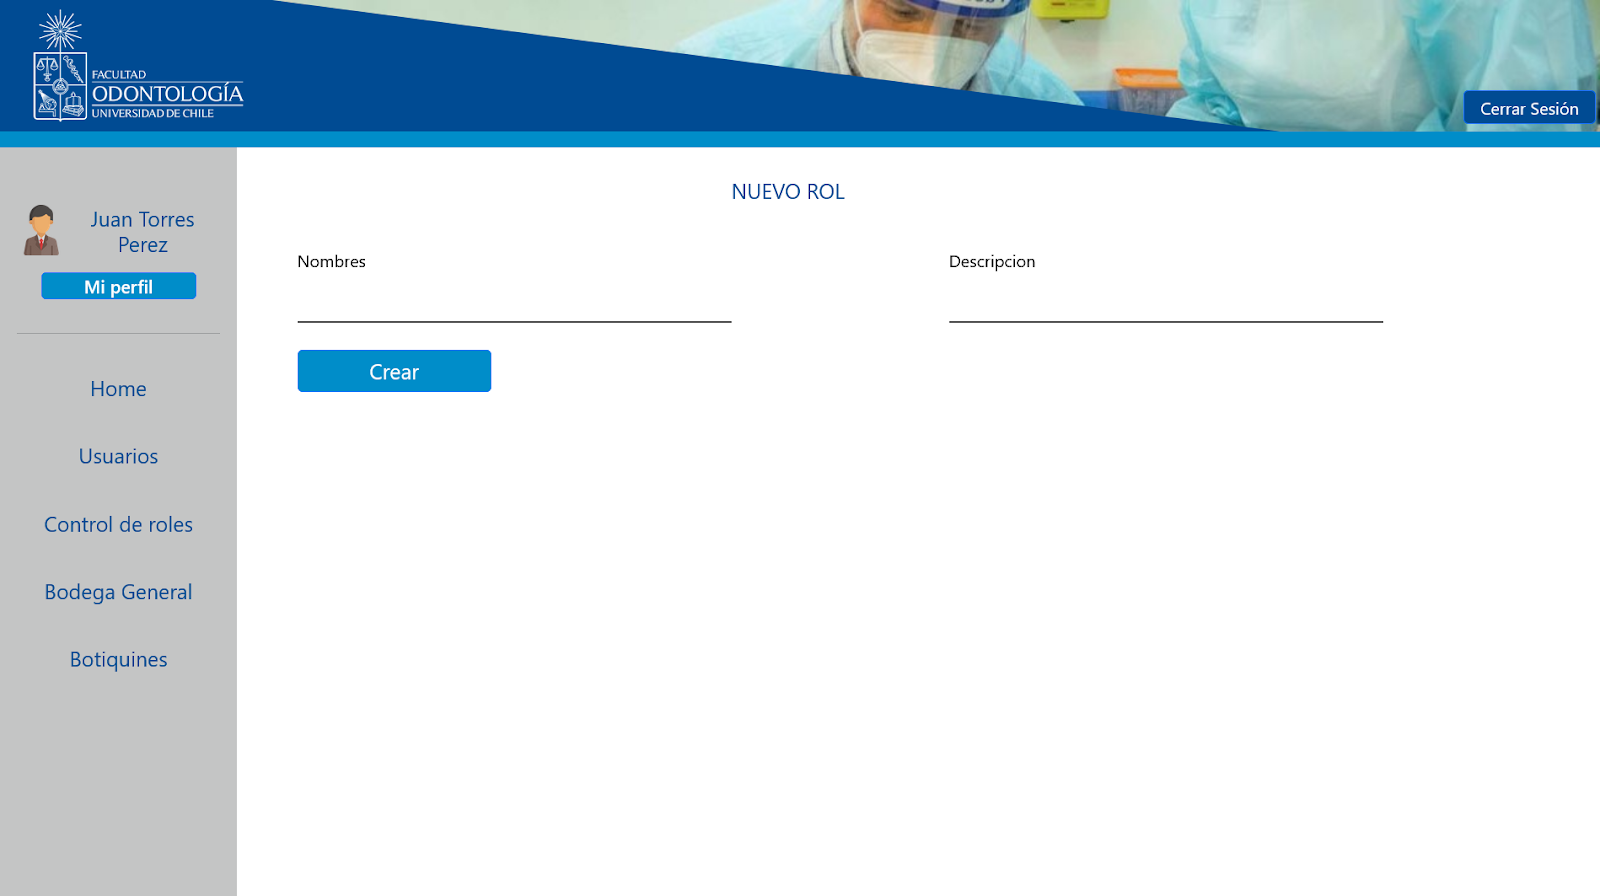 FACULTAD
ODONTOLOGÍA
UNIVERSIDAD DE CHILE
Cerrar Sesión
Juan Torres
Perez
Mi perfil
Home
Usuarios
Control de roles
Bodega General
Botiquines
NUEVO ROL
Nombres
Descripcion
Crear